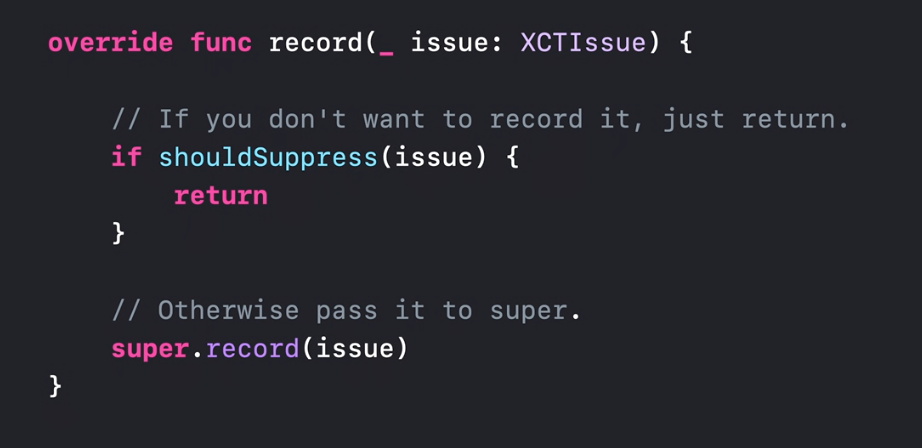 override func record(_ issue: XCTIssue) {
// If you don't want to record it, just return.
if shouldSuppress(issue) {
return
}
// Otherwise pass it to super.
super.record(issue)
}